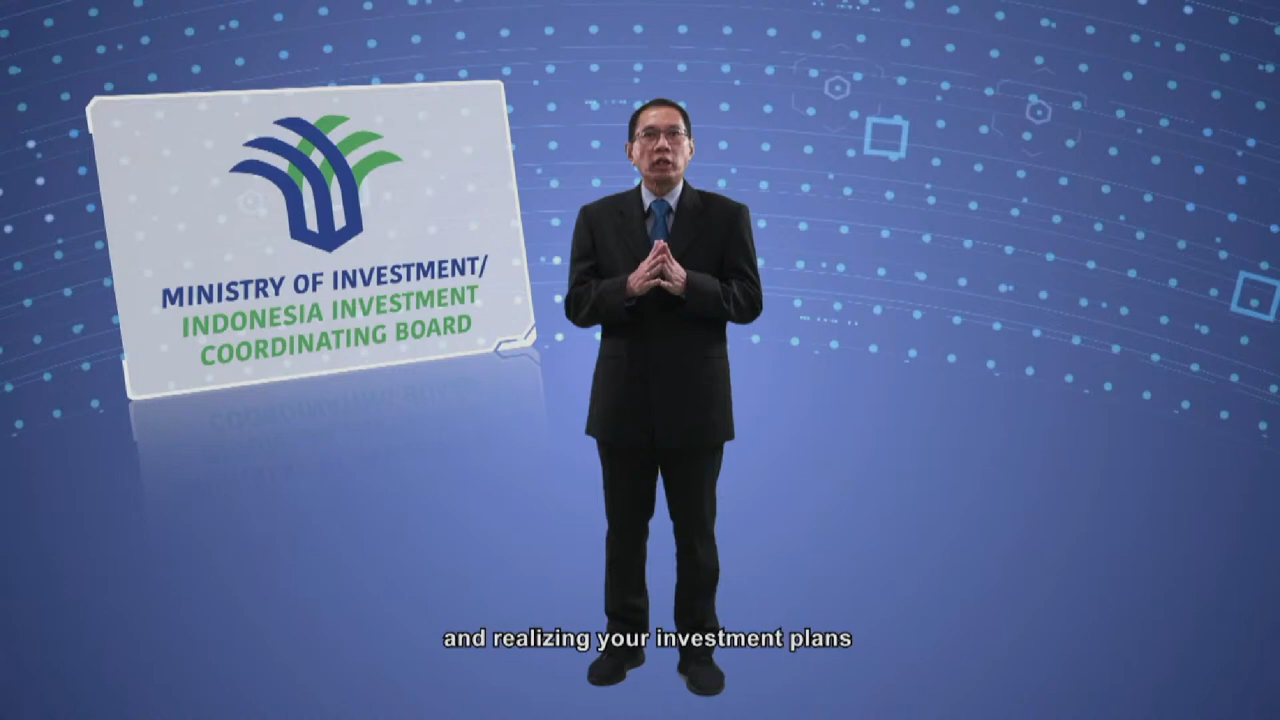 MINISTRY OF INVESTMENT/
INDONESIA INVESTMENT
COORDINATING BOARD
and realizing your investment plans